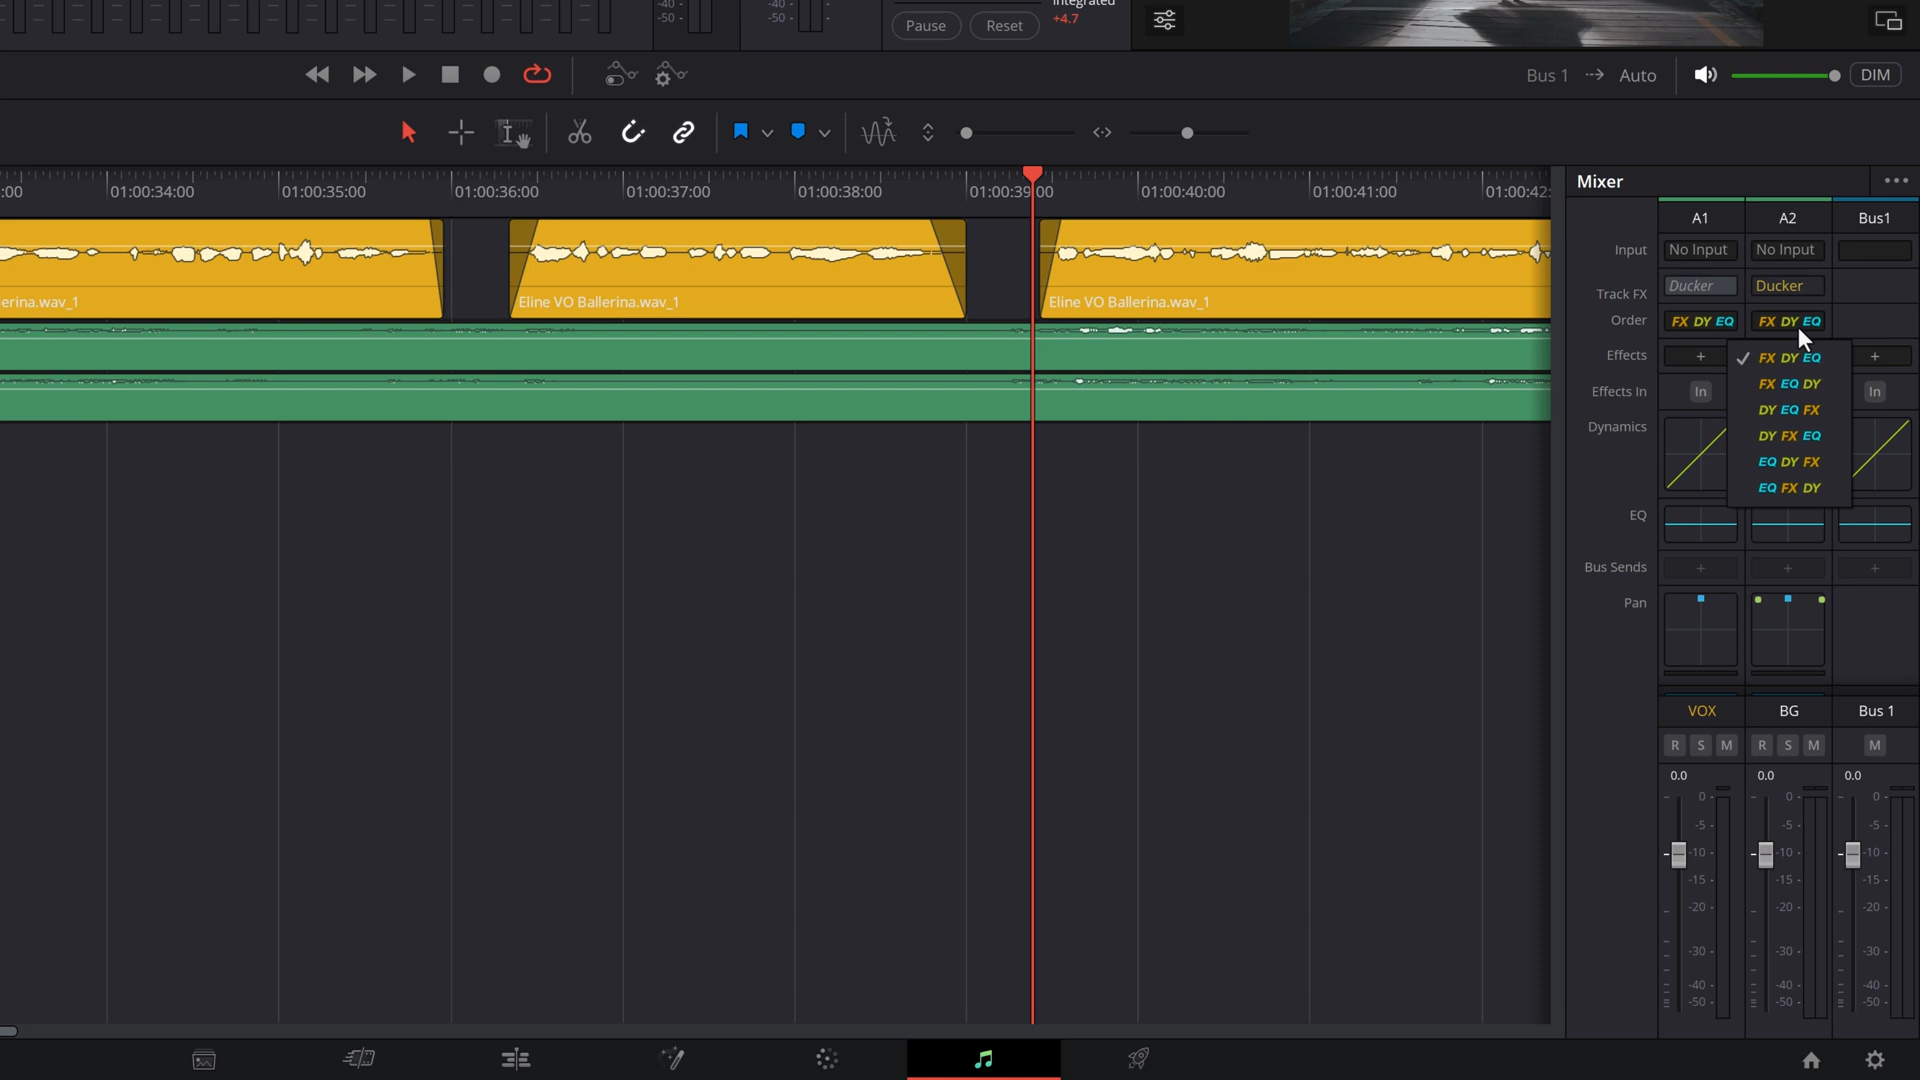 -40 -
-50 -
-40 -
-50 -
Pause
Reset
Integrated
+4.7
Bus 1
Auto
DIM
:00
01:00:34:00
01:00:35:00
01:00:36:00
01:00:37:00
01:00:38:00
01:00:39:00
01:00:40:00
01:00:41:00
01:00:42:
Mixer
A1
A2
Bus1
Input
No Input
No Input
Track FX
Ducker
Ducker
Order
FX DY EQ
FX DY EQ
Effects
+
+
FX DY EQ
FX EQ DY
DY EQ FX
DY FX EQ
EQ DY FX
EQ FX DY
Effects In
In
In
Dynamics
EQ
Bus Sends
+
+
+
Pan
erina.wav_1
Eline VO Ballerina.wav_1
Eline VO Ballerina.wav_1
VOX
BG
Bus 1
R S M
R S M
M
0.0
0.0
0.0
0 -
0 -
0 -
-5 -
-5 -
-5 -
-10 -
-10 -
-10 -
-15 -
-15 -
-15 -
-20 -
-20 -
-20 -
-30 -
-30 -
-30 -
-40 -
-40 -
-40 -
-50 -
-50 -
-50 -